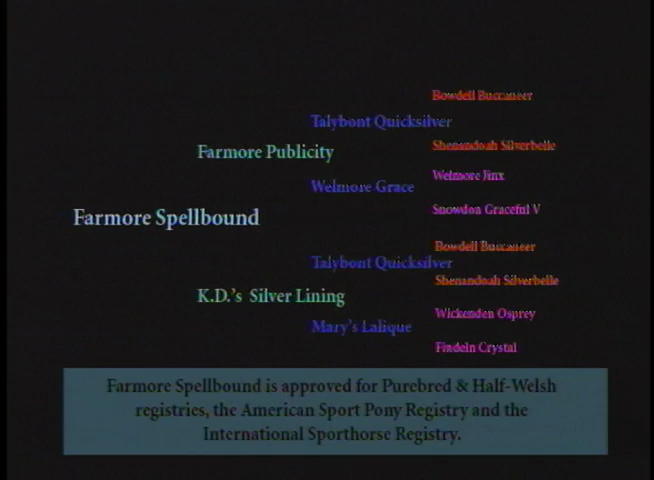 Bowdell Buccaneer
Talybont Quicksilver
Shenandoah Silverbelle
Farmore Publicity
Welmore Jinx
Welmore Grace
Snowdon Graceful V
Farmore Spellbound
Bowdell Buccaneer
Talybont Quicksilver
Shenandoah Silverbelle
K.D.'s Silver Lining
Wickenden Osprey
Mary's Lalique
Findeln Crystal
Farmore Spellbound is approved for Purebred & Half-Welsh
registries, the American Sport Pony Registry and the
International Sporthorse Registry.